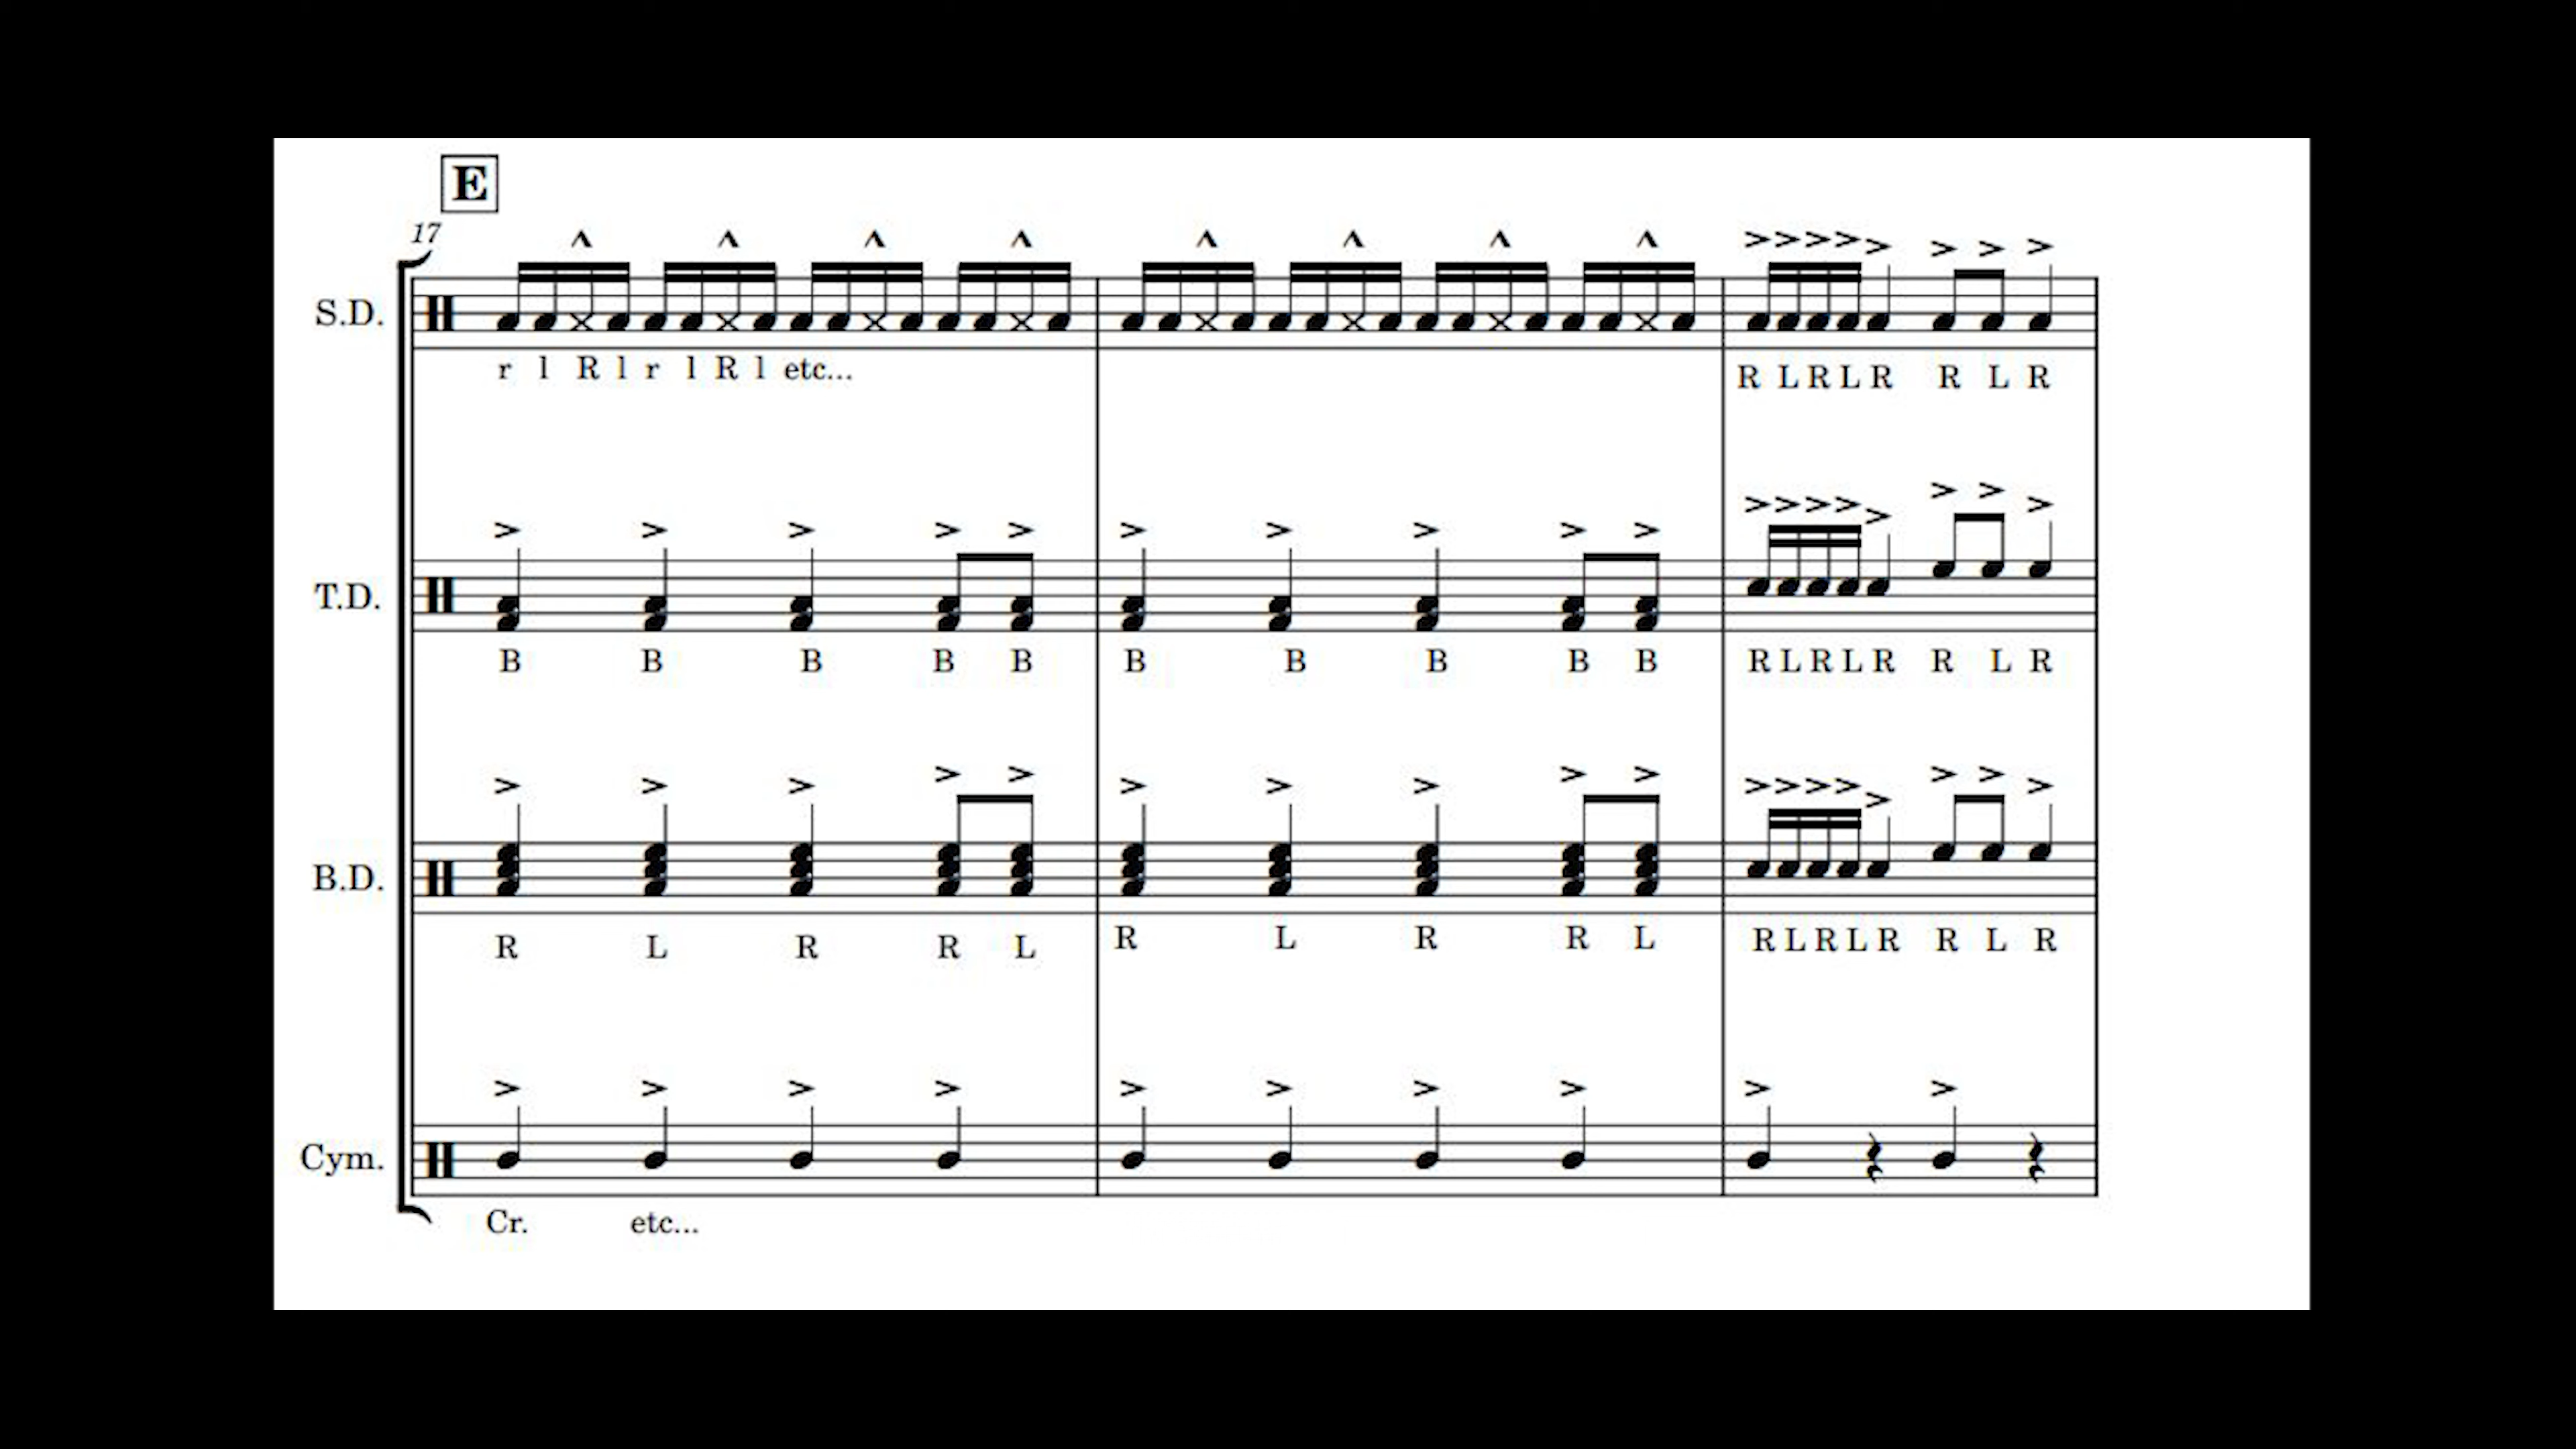 E
17
S.D.
r l R l r l R l etc... R L R L R R L R
T.D.
B B B B B B B B B B R L R L R R L R
B.D.
R L R R L R L R R L R L R L R R L R
Cym.
Cr. etc...